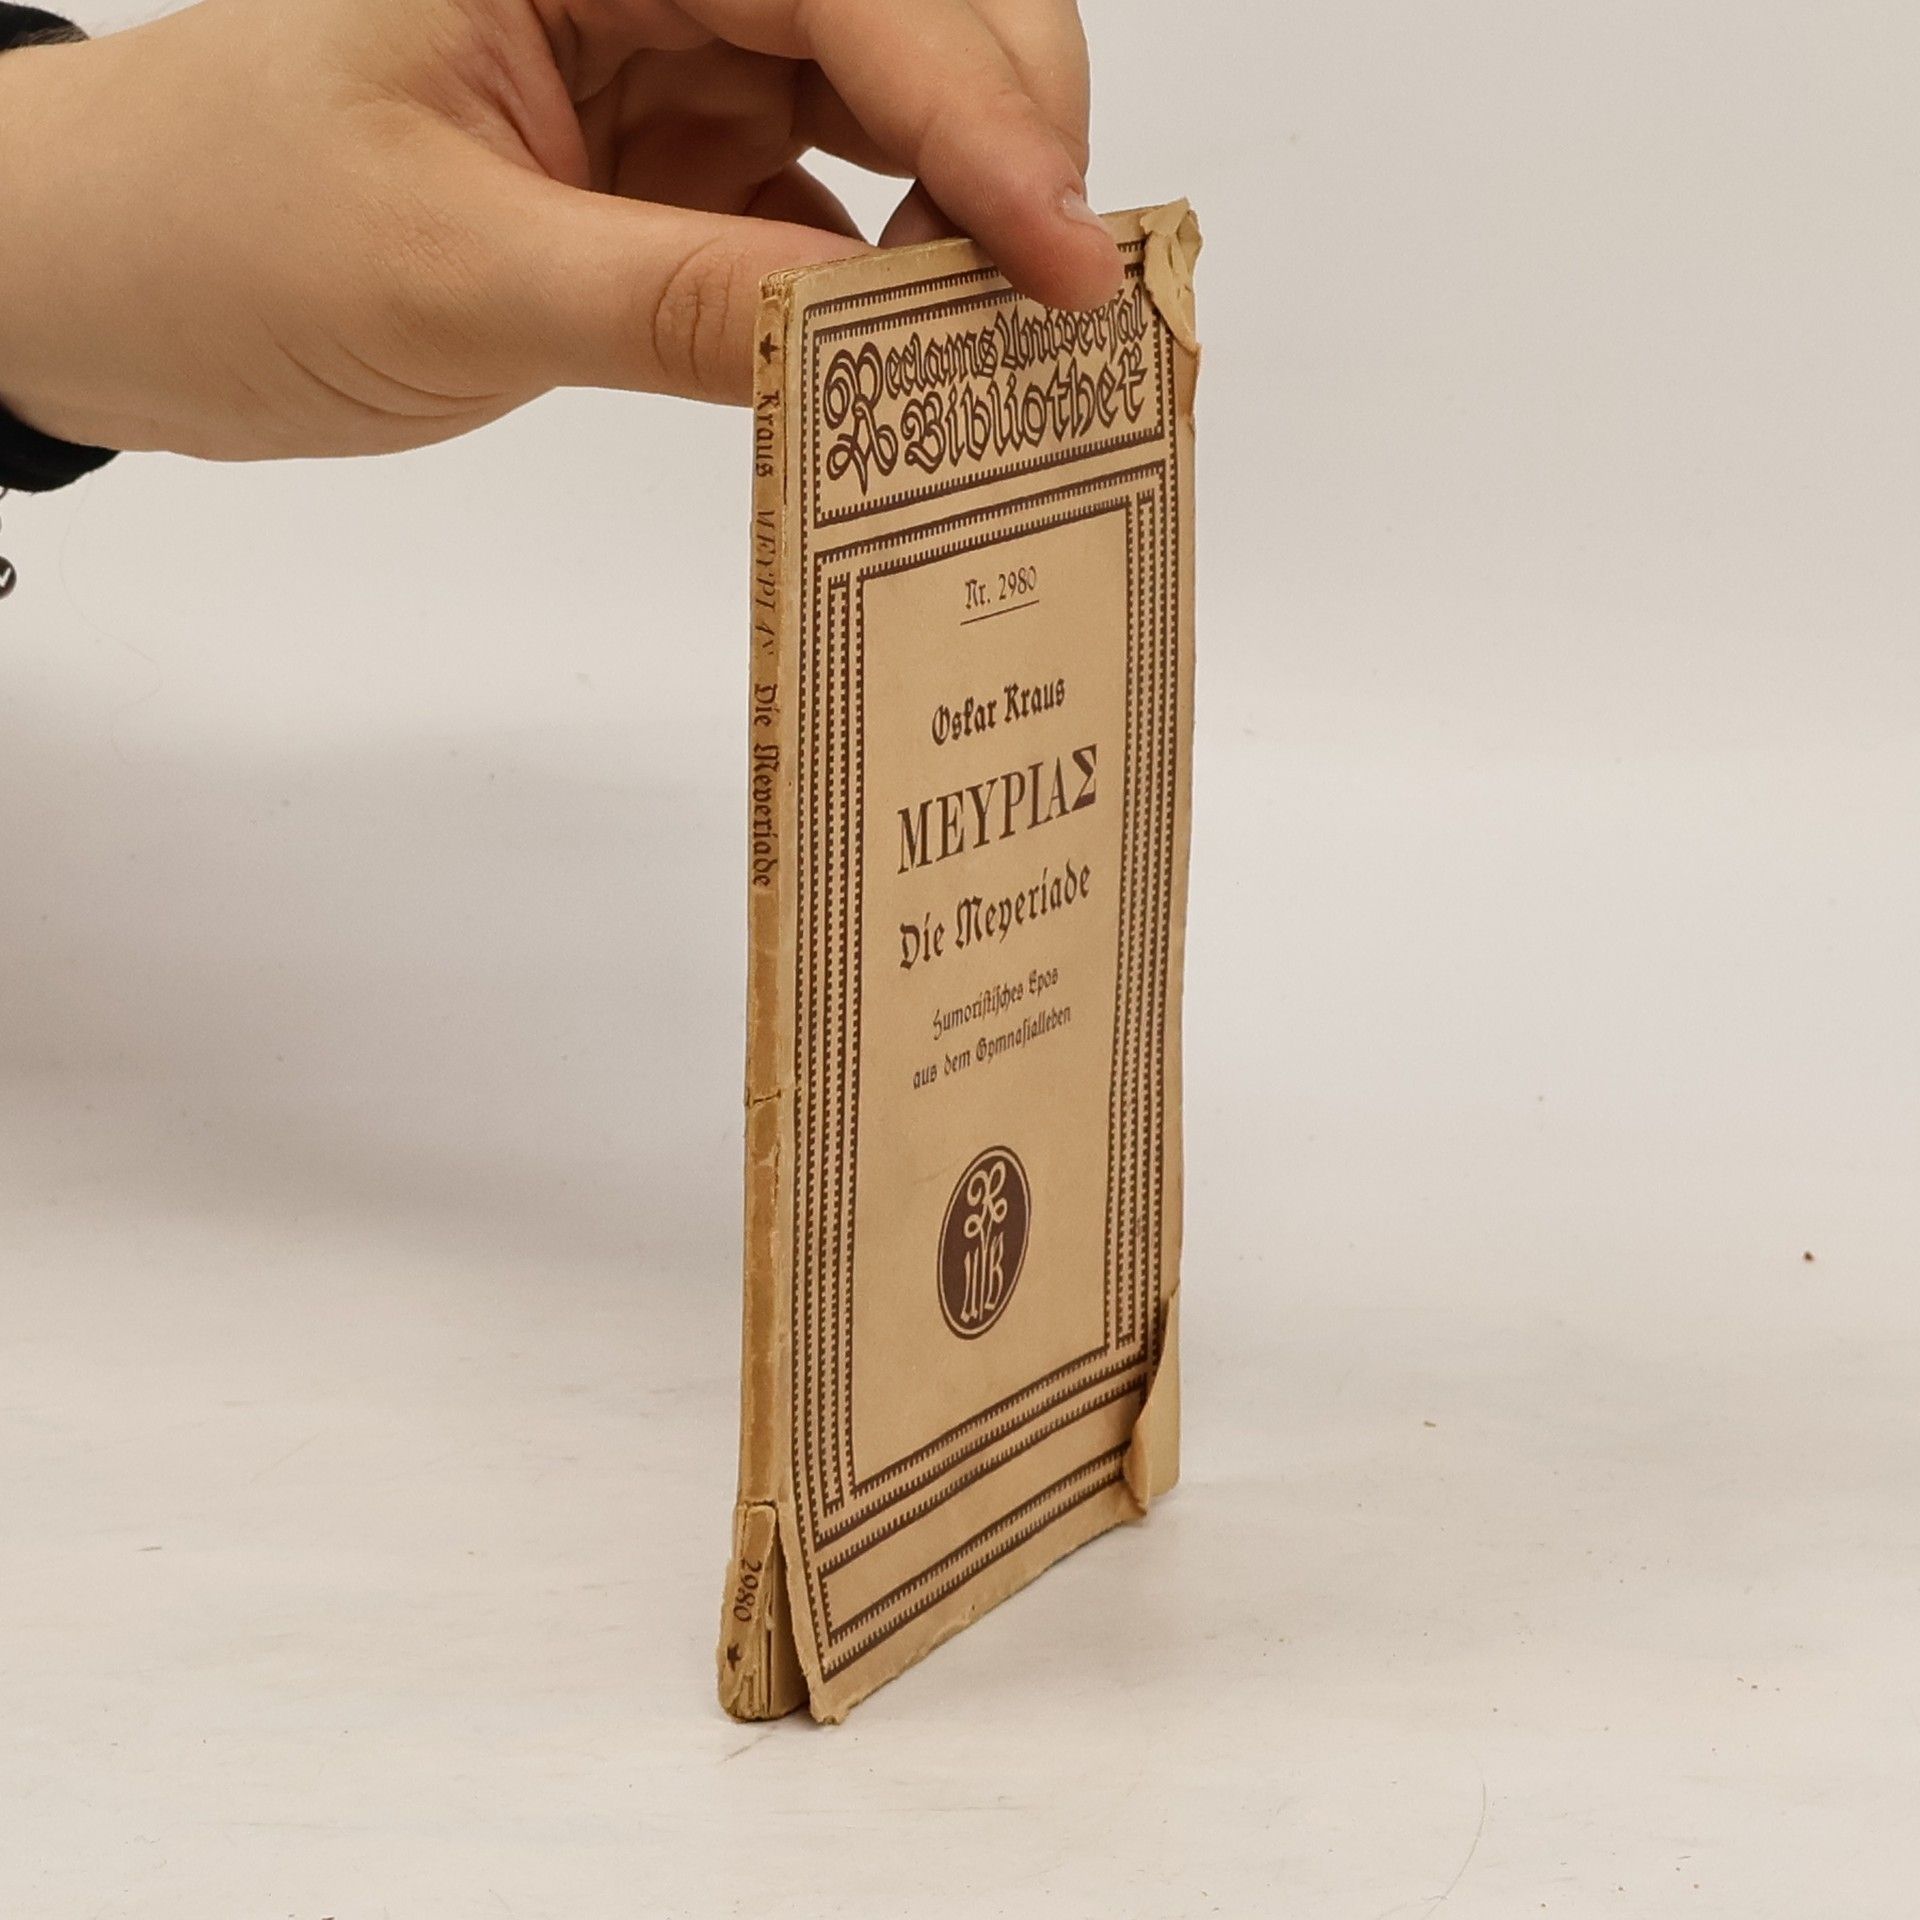 Reclams Universal
Bibliothek
Nr. 2980
Oskar Kraus
ΜΕΥΡΙΑΣ
Die Meyeriade
Humoristisches Epos
aus dem Gymnasialleben
RUB
Kraus ΜΕΥΡΙΑΣ Die Meyeriade
2980